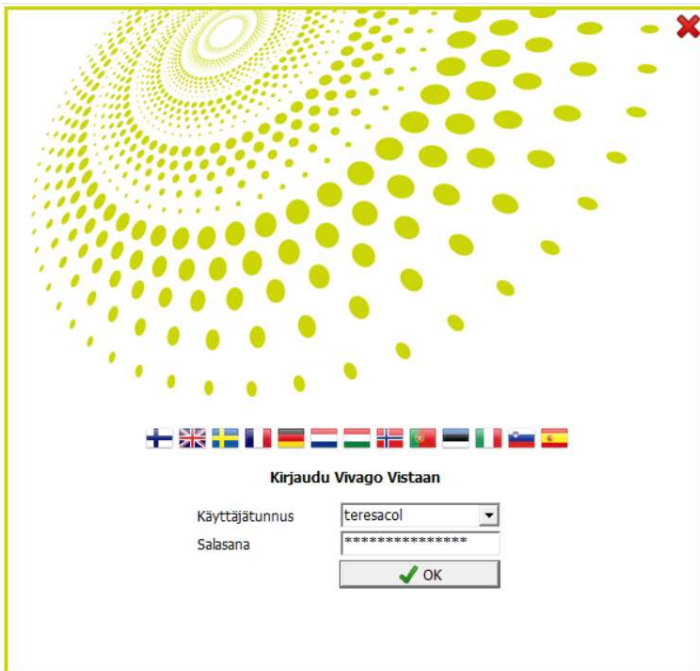 Kirjaudu Vivago Vistaan
Käyttäjätunnus teresacol
Salasana ***************
OK